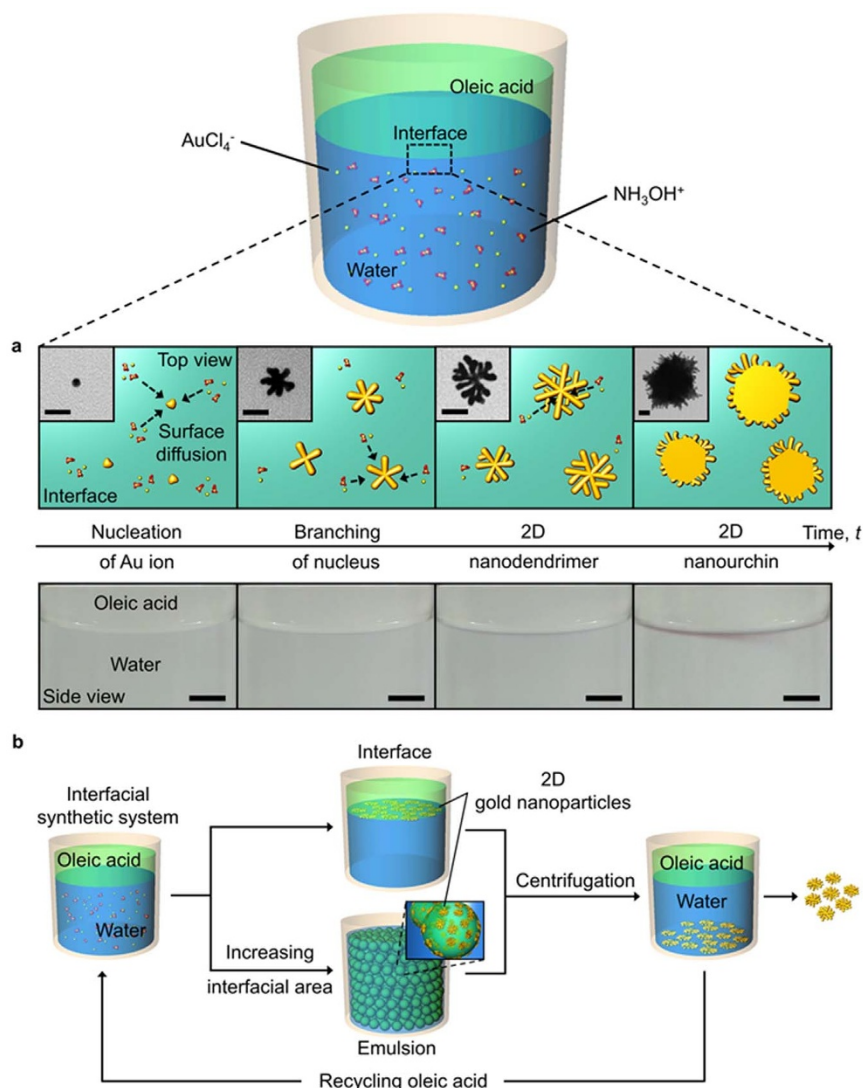 Oleic acid
AuCl₄⁻
Interface
NH₃OH⁺
Water
a
Top view
Surface
diffusion
Interface
Nucleation
of Au ion
Branching
of nucleus
2D
nanodendrimer
2D
nanourchin
Time, t
Oleic acid
Water
Side view
b
Interface
2D
gold nanoparticles
Interfacial
synthetic system
Oleic acid
Water
Increasing
interfacial area
Emulsion
Centrifugation
Oleic acid
Water
Recycling oleic acid